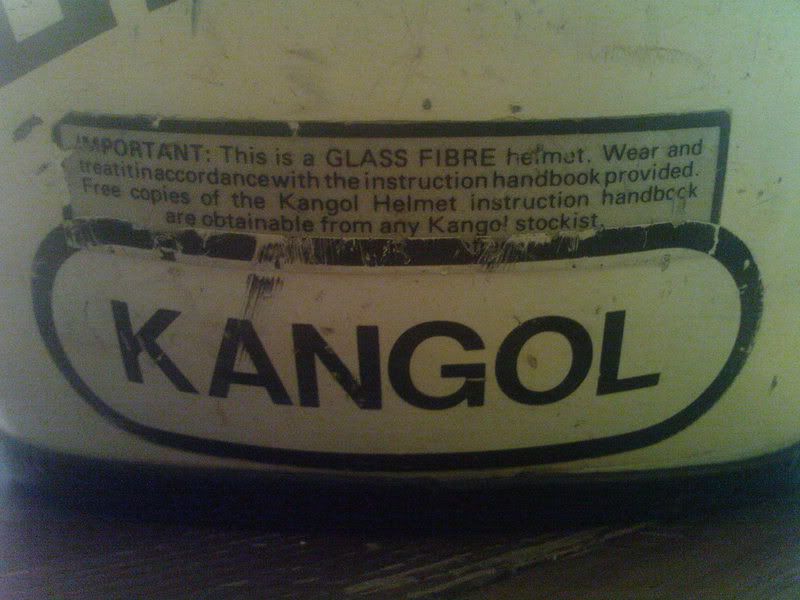 IMPORTANT: This is a GLASS FIBRE helmet. Wear and
treat it in accordance with the instruction handbook provided.
Free copies of the Kangol Helmet instruction handbook
are obtainable from any Kangol stockist.
KANGOL